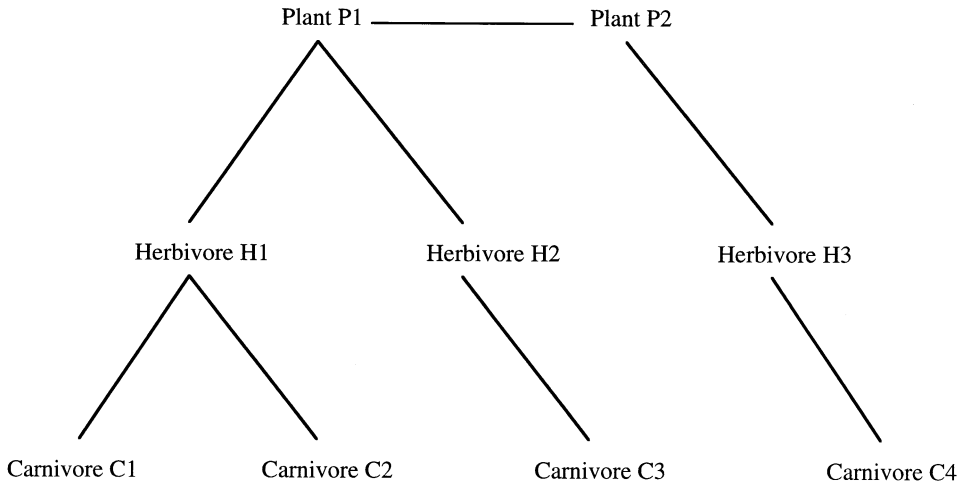 Plant P1
Plant P2
Herbivore H1
Herbivore H2
Herbivore H3
Carnivore C1
Carnivore C2
Carnivore C3
Carnivore C4